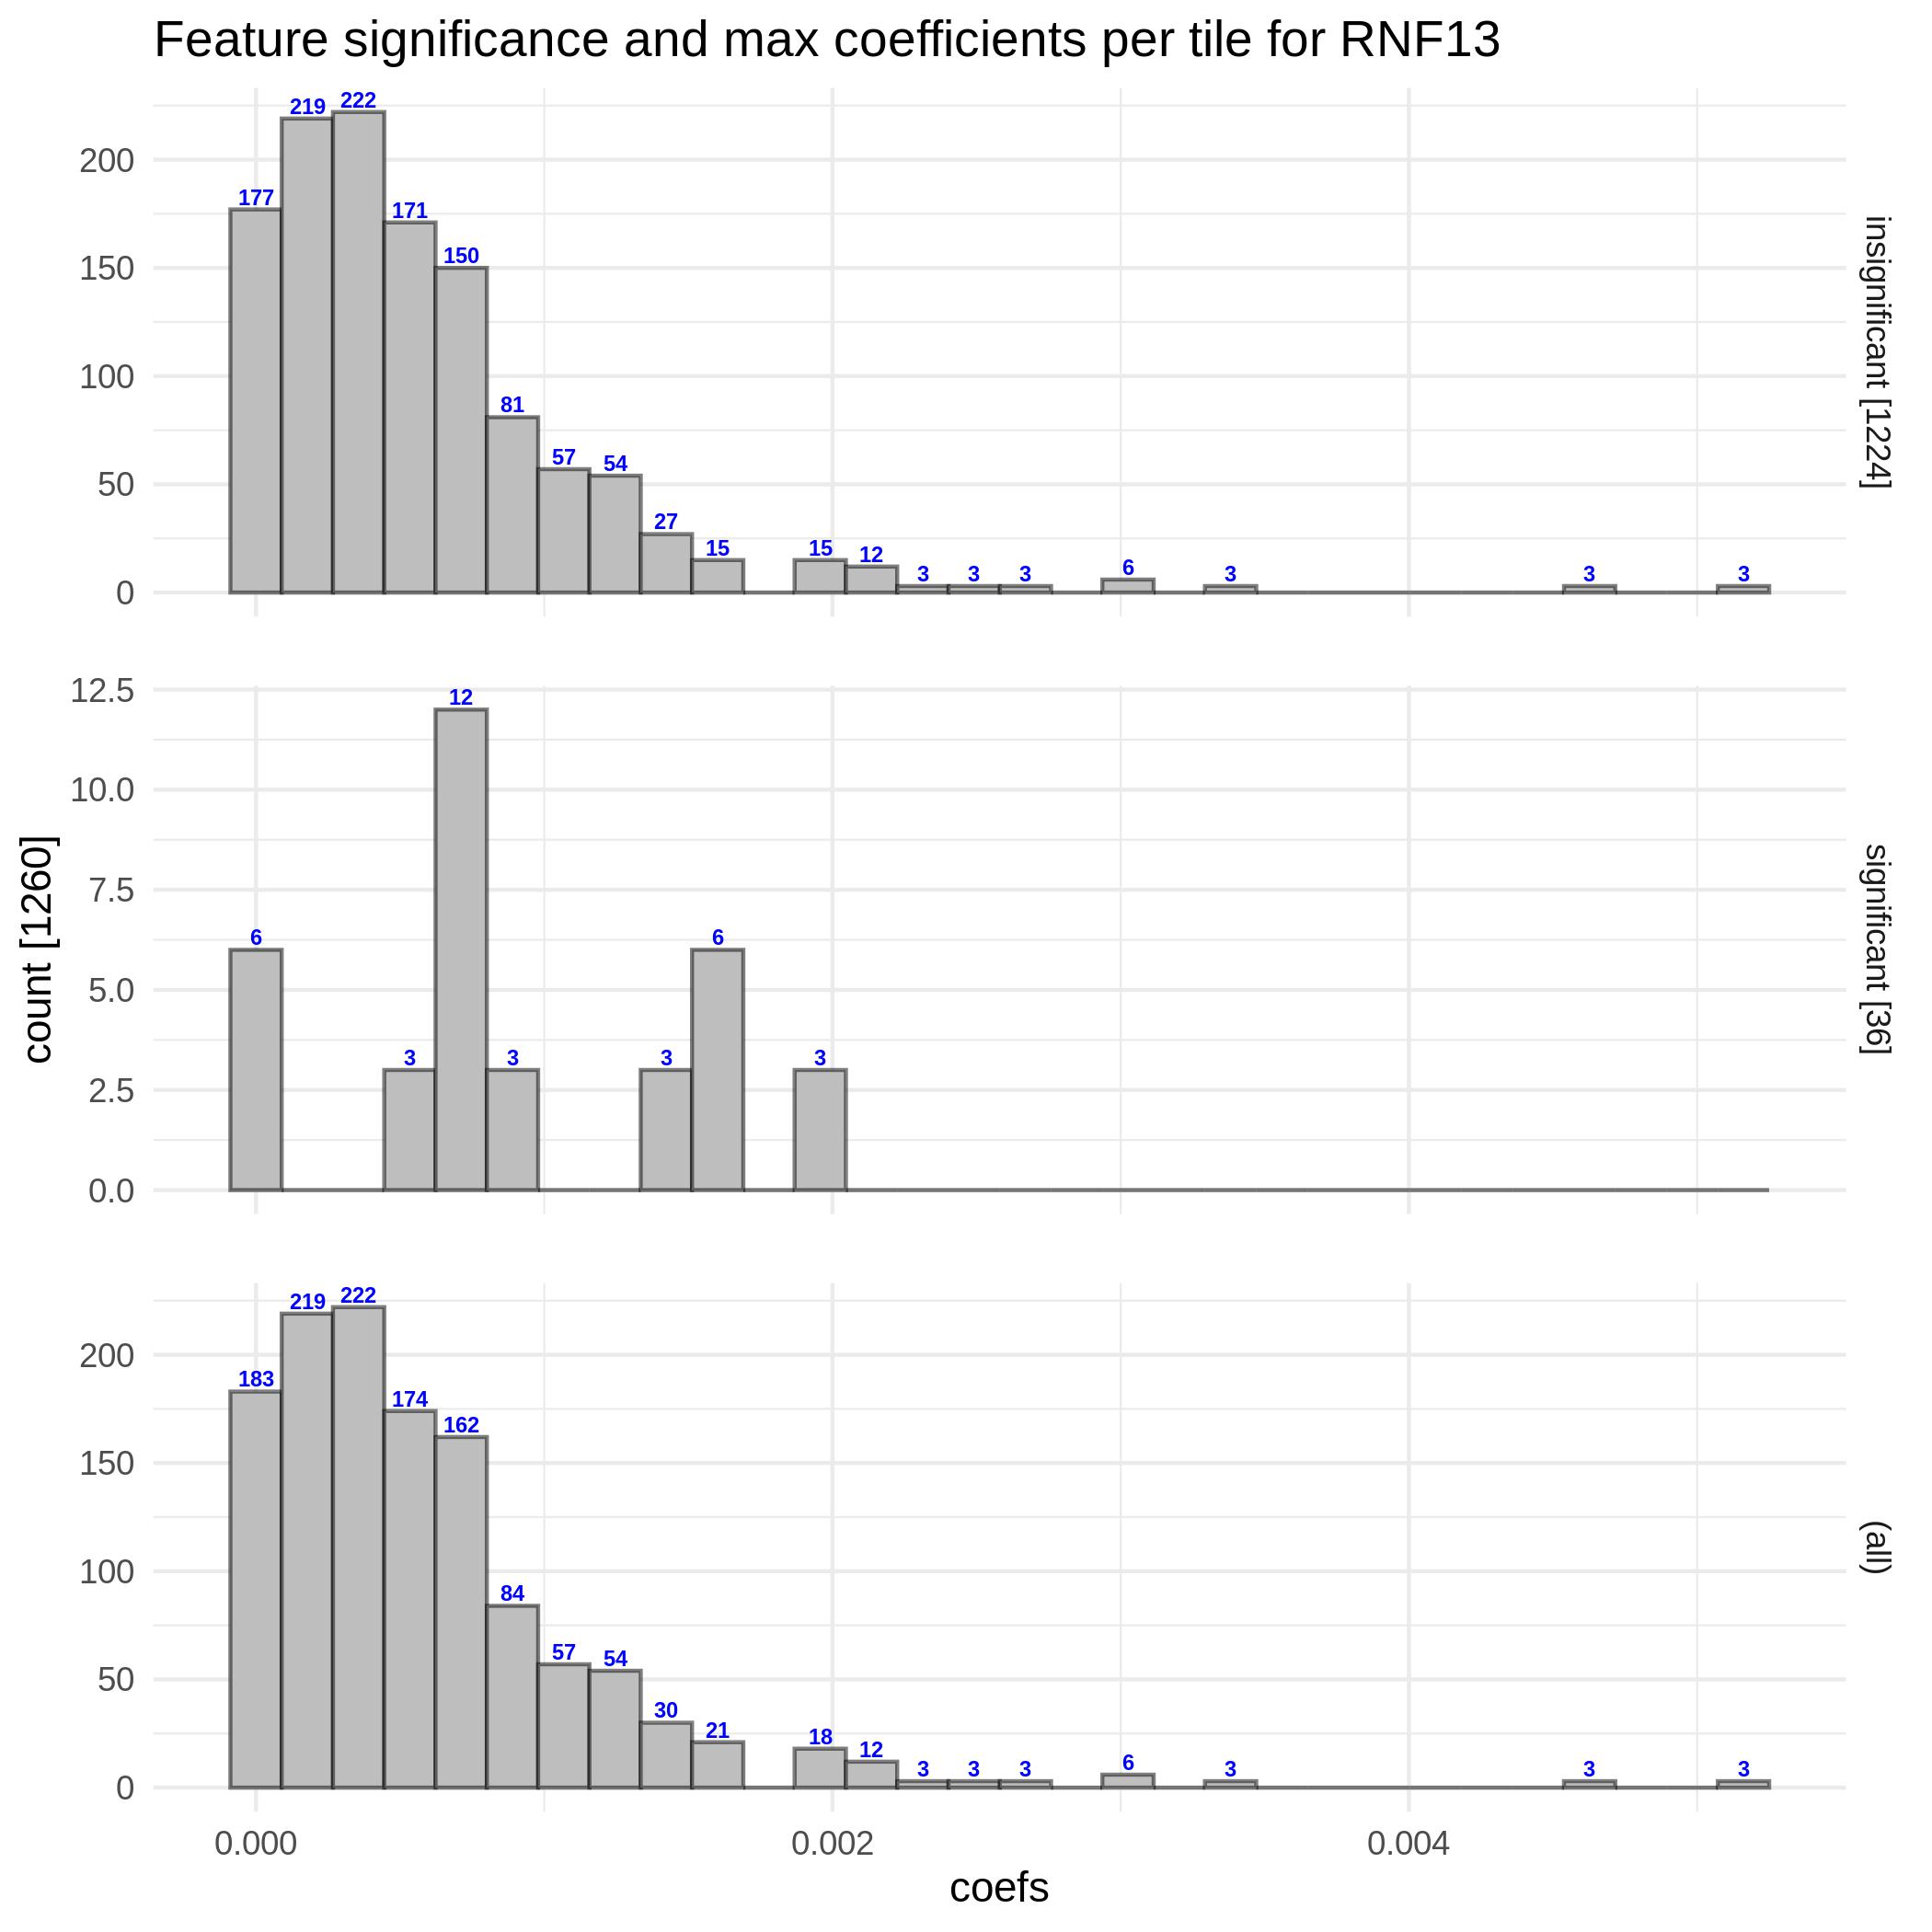 Feature significance and max coefficients per tile for RNF13
177 219 222 171 150 81 57 54 27 15 15 12 3 3 3 6 3 3 3
200
150
100
50
0
insignificant [1224]
count [1260]
6 3 12 3 3 6 3
12.5
10.0
7.5
5.0
2.5
0.0
significant [36]
183 219 222 174 162 84 57 54 30 21 18 12 3 3 3 6 3 3 3
200
150
100
50
0
(all)
0.000 0.002 0.004
coefs